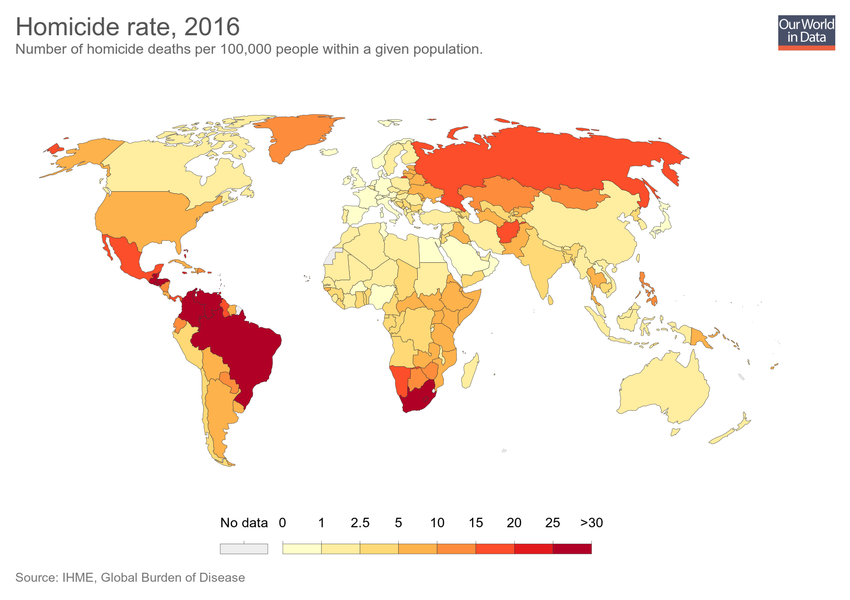 Homicide rate, 2016
Number of homicide deaths per 100,000 people within a given population.
Our World
in Data
No data 0 1 2.5 5 10 15 20 25 >30
Source: IHME, Global Burden of Disease